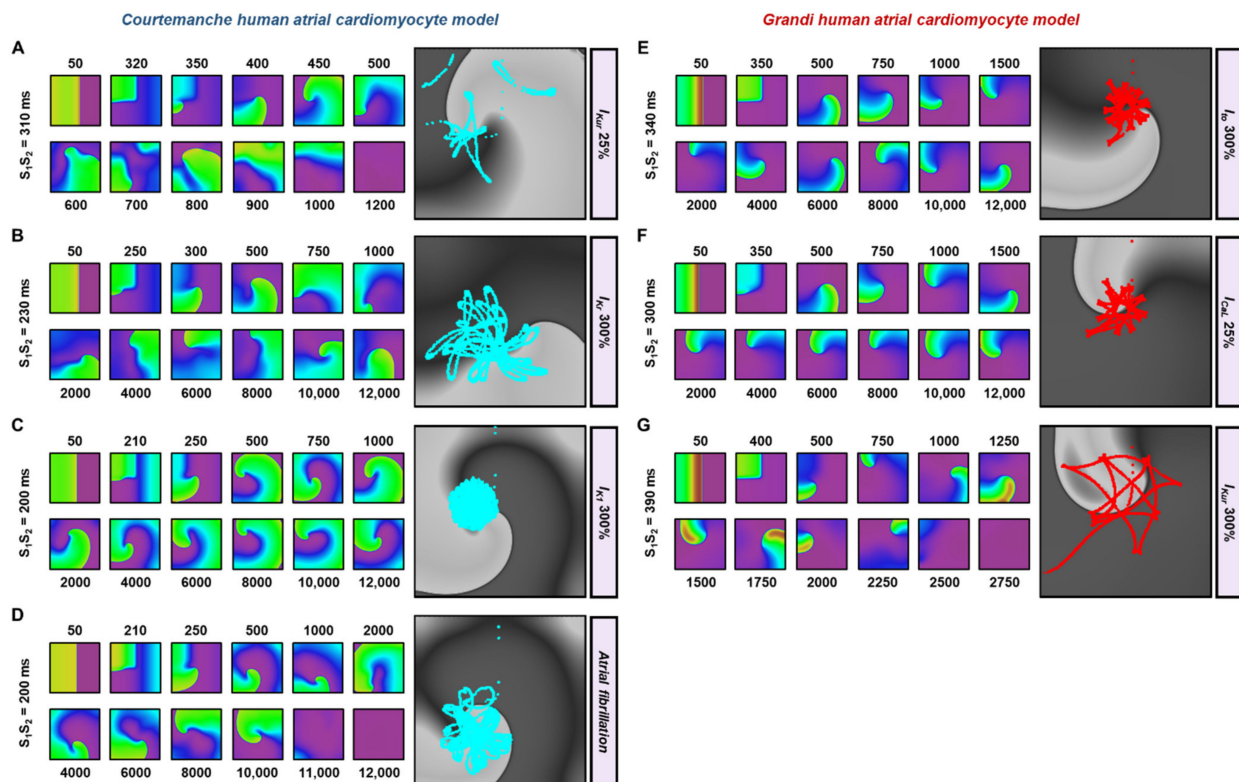 Courtemanche human atrial cardiomyocyte model
A
S1S2 = 310 ms
50 320 350 400 450 500
600 700 800 900 1000 1200
IKur 25%
B
S1S2 = 230 ms
50 250 300 500 750 1000
2000 4000 6000 8000 10,000 12,000
IKr 300%
C
S1S2 = 200 ms
50 210 250 500 750 1000
2000 4000 6000 8000 10,000 12,000
IK1 300%
D
S1S2 = 200 ms
50 210 250 500 1000 2000
4000 6000 8000 10,000 11,000 12,000
Atrial fibrillation
Grandi human atrial cardiomyocyte model
E
S1S2 = 340 ms
50 350 500 750 1000 1500
2000 4000 6000 8000 10,000 12,000
Ito 300%
F
S1S2 = 300 ms
50 350 500 750 1000 1500
2000 4000 6000 8000 10,000 12,000
ICaL 25%
G
S1S2 = 390 ms
50 400 500 750 1000 1250
1500 1750 2000 2250 2500 2750
IKur 300%